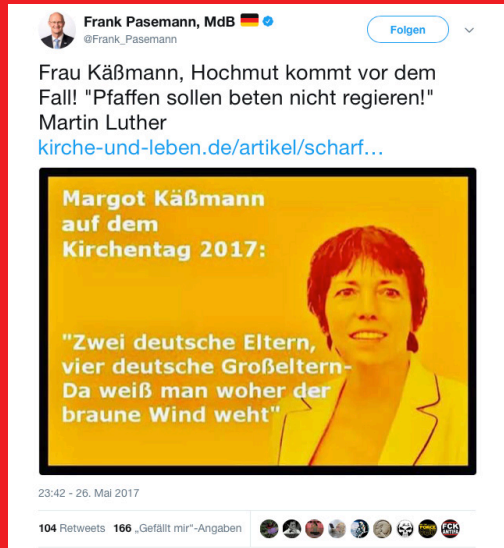 Frank Pasemann, MdB
@Frank_Pasemann
Folgen
Frau Käßmann, Hochmut kommt vor dem
Fall! "Pfaffen sollen beten nicht regieren!"
Martin Luther
kirche-und-leben.de/artikel/scharf…
Margot Käßmann
auf dem
Kirchentag 2017:
"Zwei deutsche Eltern,
vier deutsche Großeltern-
Da weiß man woher der
braune Wind weht"
23:42 - 26. Mai 2017
104 Retweets 166 „Gefällt mir"-Angaben
FCK